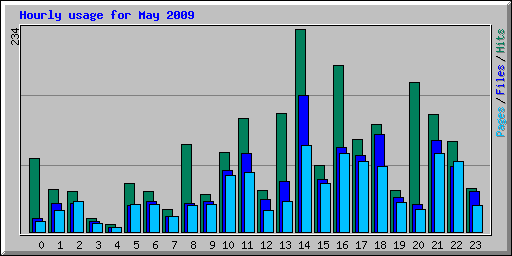 Hourly usage for May 2009
234
Pages/Files/Hits
0 1 2 3 4 5 6 7 8 9 10 11 12 13 14 15 16 17 18 19 20 21 22 23